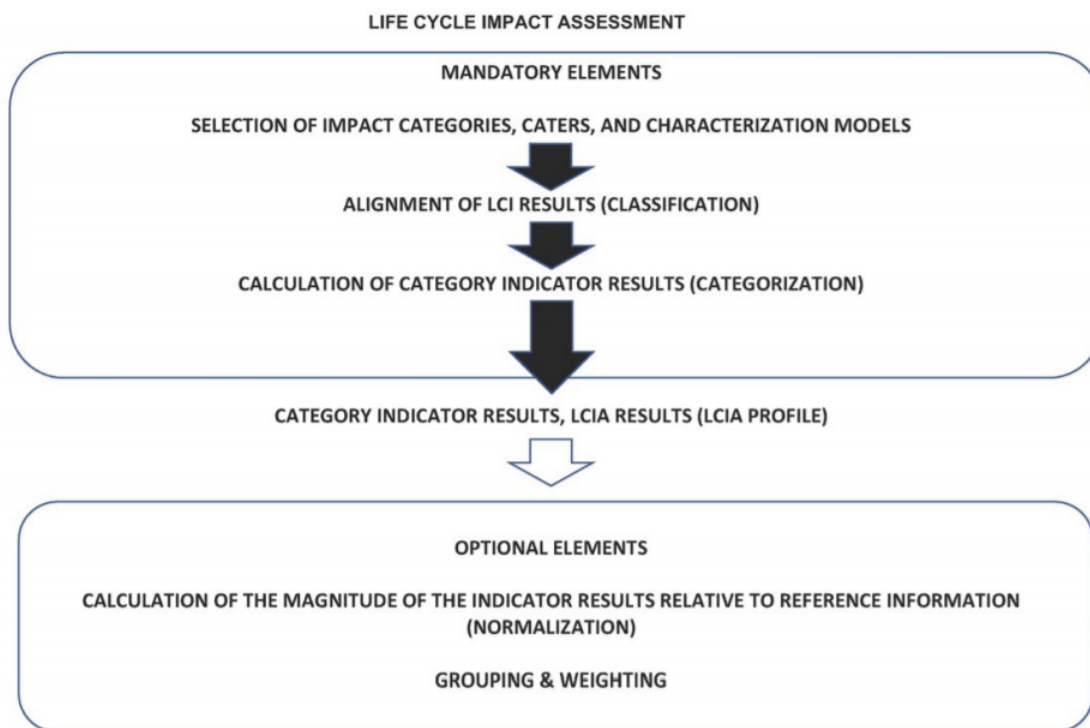 LIFE CYCLE IMPACT ASSESSMENT
MANDATORY ELEMENTS
SELECTION OF IMPACT CATEGORIES, CATERS, AND CHARACTERIZATION MODELS
ALIGNMENT OF LCI RESULTS (CLASSIFICATION)
CALCULATION OF CATEGORY INDICATOR RESULTS (CATEGORIZATION)
CATEGORY INDICATOR RESULTS, LCIA RESULTS (LCIA PROFILE)
OPTIONAL ELEMENTS
CALCULATION OF THE MAGNITUDE OF THE INDICATOR RESULTS RELATIVE TO REFERENCE INFORMATION
(NORMALIZATION)
GROUPING & WEIGHTING